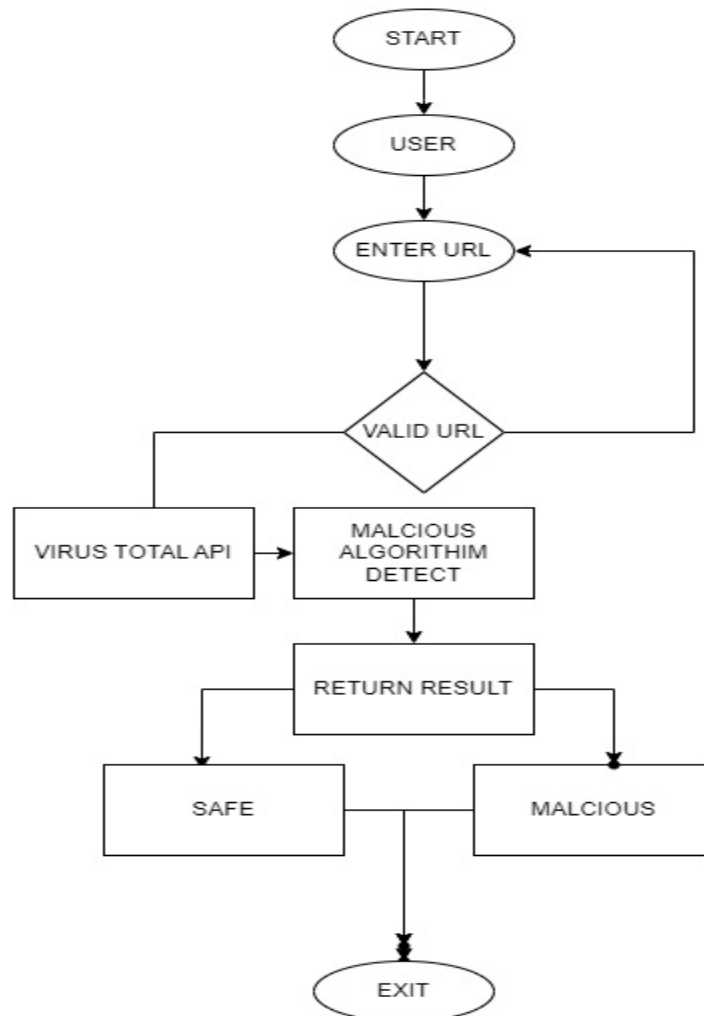 START
USER
ENTER URL
VALID URL
VIRUS TOTAL API
MALCIOUS
ALGORITHIM
DETECT
RETURN RESULT
SAFE
MALCIOUS
EXIT